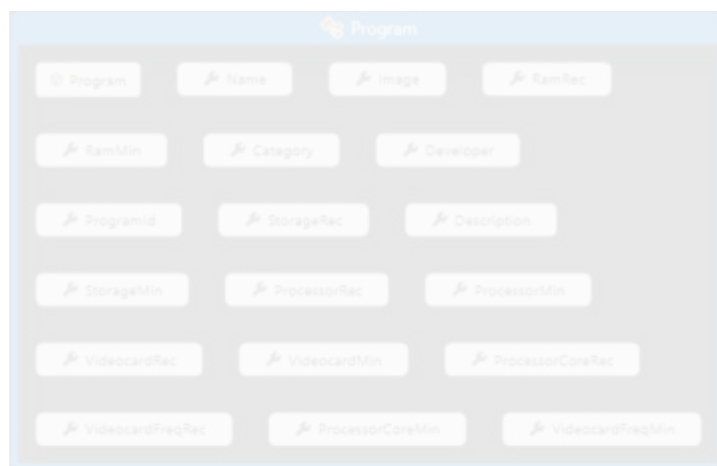 Program
Program Name Image RamRec
RamMin Category Developer
ProgramId StorageRec Description
StorageMin ProcessorRec ProcessorMin
VideocardRec VideocardMin ProcessorCoreRec
VideocardFreqRec ProcessorCoreMin VideocardFreqMin